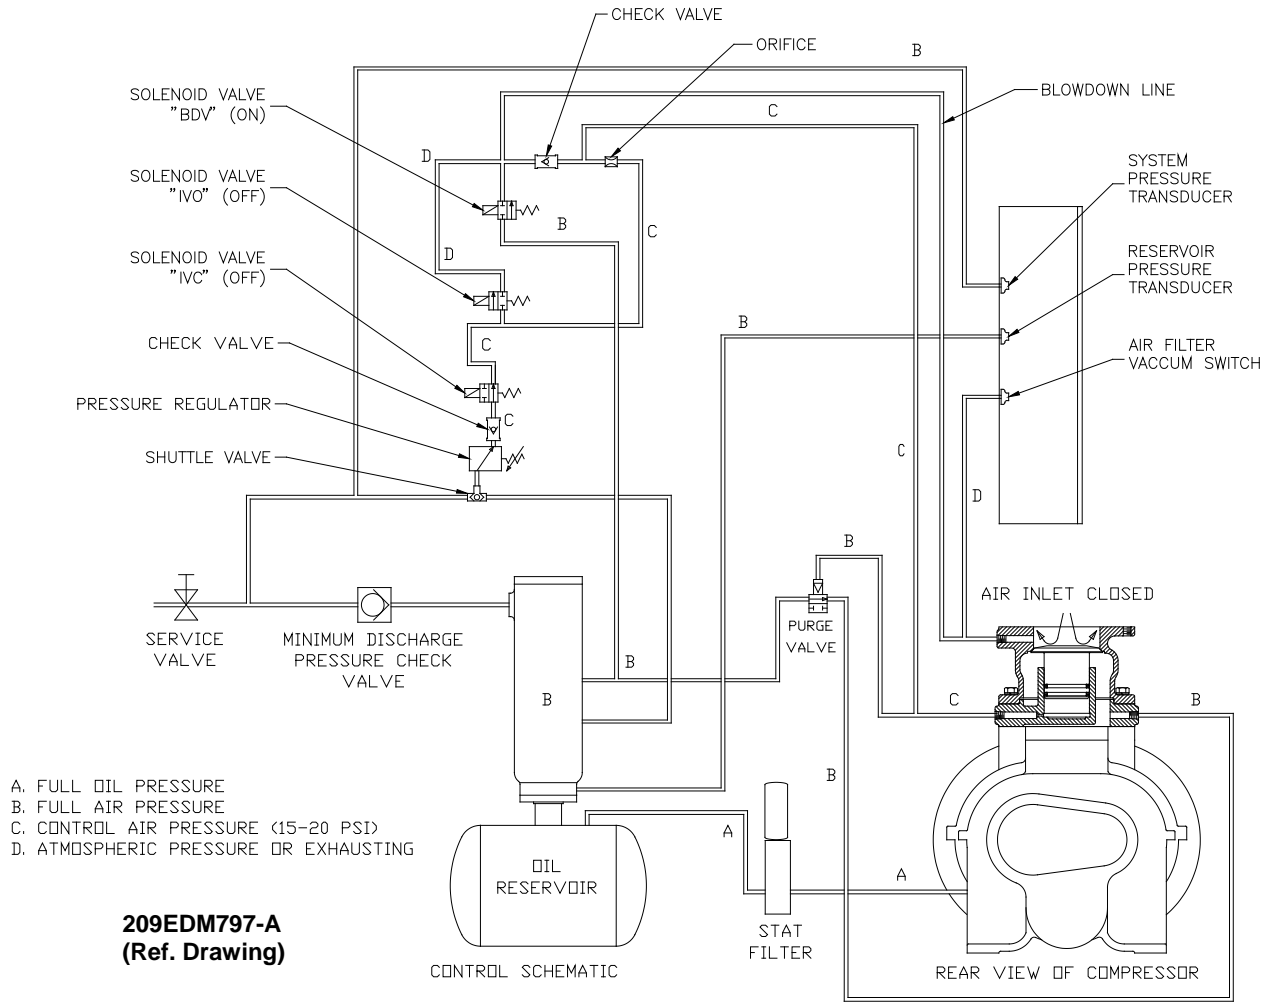 CHECK VALVE
ORIFICE
B
BLOWDOWN LINE
SOLENOID VALVE
"BDV" (ON)
C
D
SYSTEM
PRESSURE
TRANSDUCER
SOLENOID VALVE
"IVO" (OFF)
B
C
RESERVOIR
PRESSURE
TRANSDUCER
SOLENOID VALVE
"IVC" (OFF)
D
B
CHECK VALVE
C
AIR FILTER
VACCUM SWITCH
PRESSURE REGULATOR
C
SHUTTLE VALVE
C
D
B
AIR INLET CLOSED
SERVICE
VALVE
MINIMUM DISCHARGE
PRESSURE CHECK
VALVE
PURGE
VALVE
B
B
C
B
B
A. FULL OIL PRESSURE
B. FULL AIR PRESSURE
C. CONTROL AIR PRESSURE (15-20 PSI)
D. ATMOSPHERIC PRESSURE OR EXHAUSTING
A
OIL
RESERVOIR
A
209EDM797-A
(Ref. Drawing)
STAT
FILTER
CONTROL SCHEMATIC
REAR VIEW OF COMPRESSOR